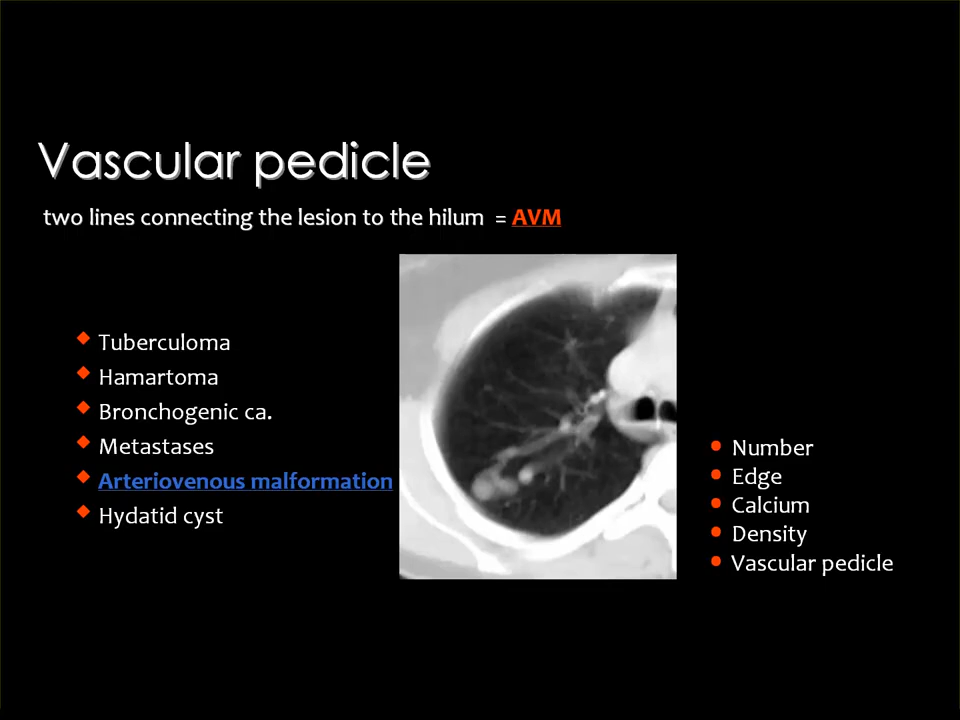 Vascular pedicle
two lines connecting the lesion to the hilum = AVM
Tuberculoma
Hamartoma
Bronchogenic ca.
Metastases
Arteriovenous malformation
Hydatid cyst
Number
Edge
Calcium
Density
Vascular pedicle